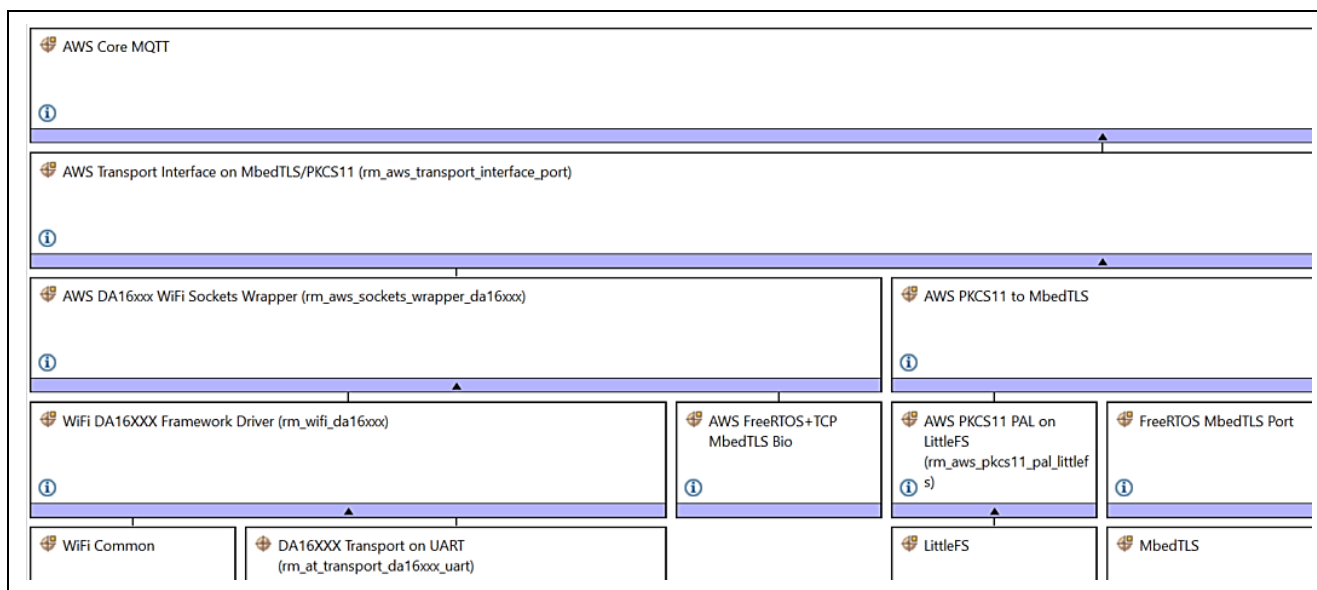 AWS Core MQTT
AWS Transport Interface on MbedTLS/PKCS11 (rm_aws_transport_interface_port)
AWS DA16xxx WiFi Sockets Wrapper (rm_aws_sockets_wrapper_da16xxx)
AWS PKCS11 to MbedTLS
WiFi DA16XXX Framework Driver (rm_wifi_da16xxx)
AWS FreeRTOS+TCP
MbedTLS Bio
AWS PKCS11 PAL on
LittleFS
(rm_aws_pkcs11_pal_littlef
s)
FreeRTOS MbedTLS Port
WiFi Common
DA16XXX Transport on UART
(rm_at_transport_da16xxx_uart)
LittleFS
MbedTLS